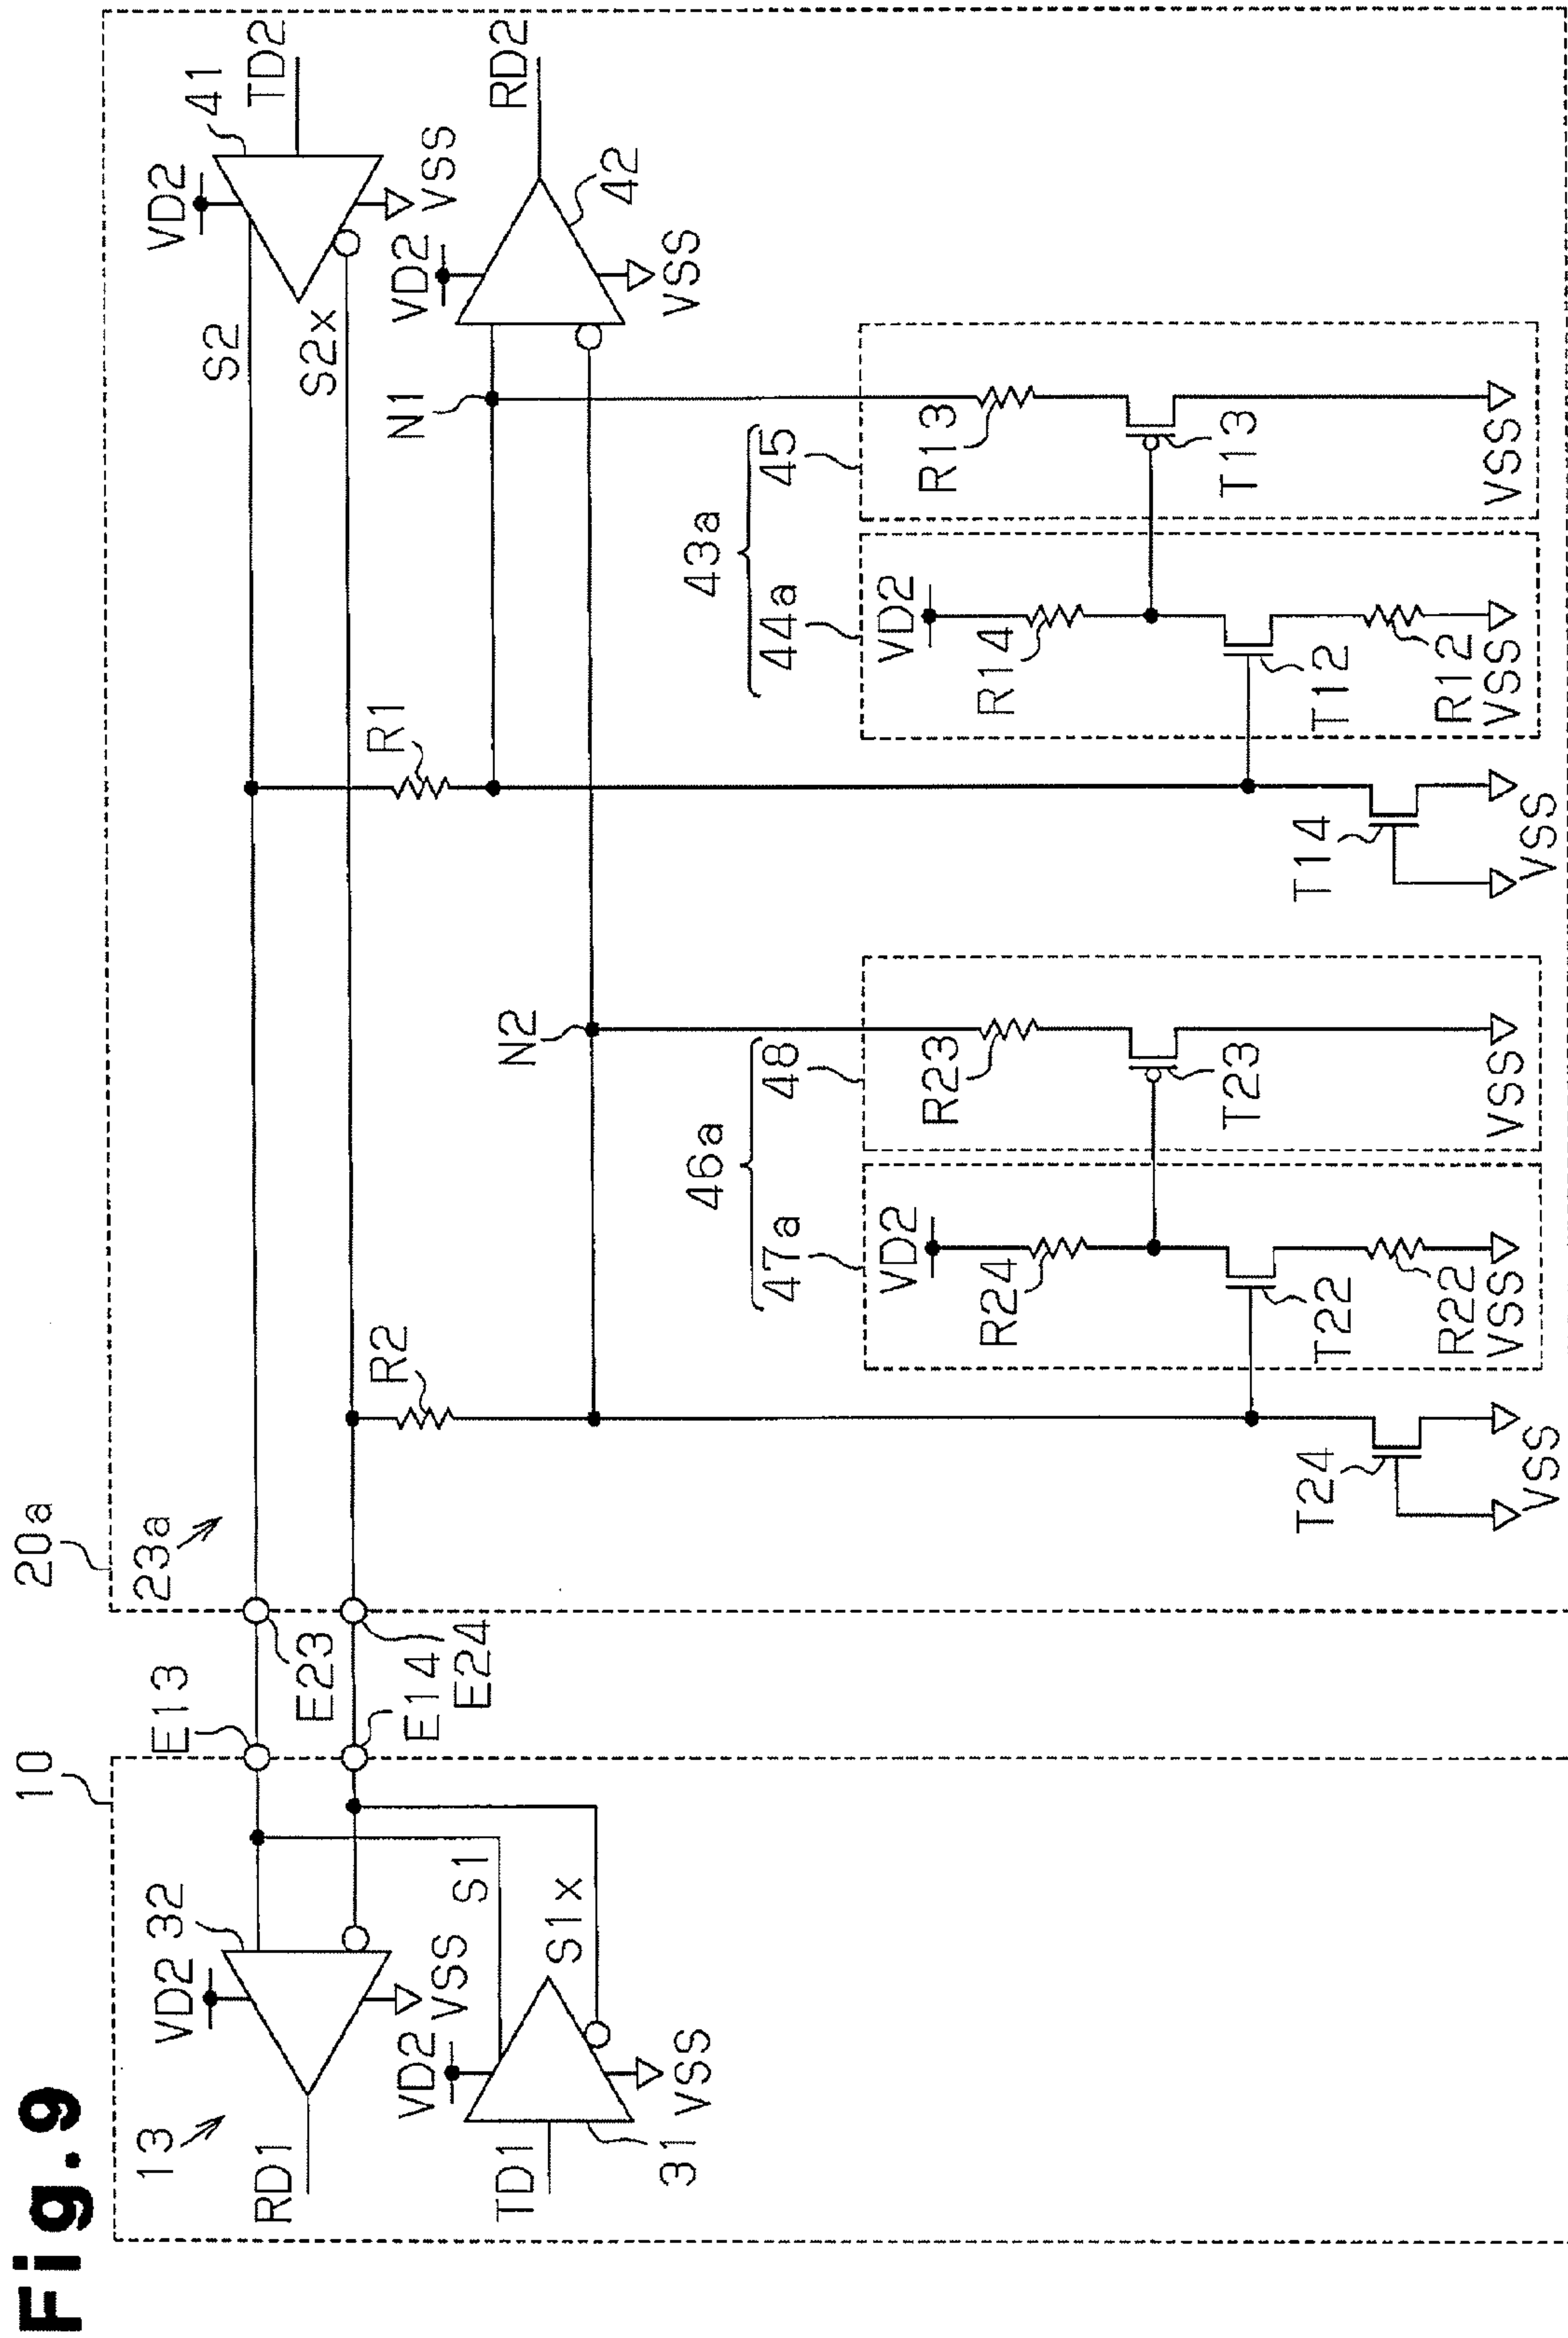 Fig.9
10
13
RD1
VD2
32
VSS
E13
TD1
VD2
31
VSS
S1
S1x
E14
E23
E24
20a
23a
S2
S2x
VD2
41
TD2
VSS
R1
R2
N1
N2
VD2
42
RD2
VSS
46a
47a
48
VD2
R24
T22
R22
VSS
R23
T23
VSS
T24
VSS
43a
44a
45
VD2
R14
T12
R12
VSS
R13
T13
VSS
T14
VSS